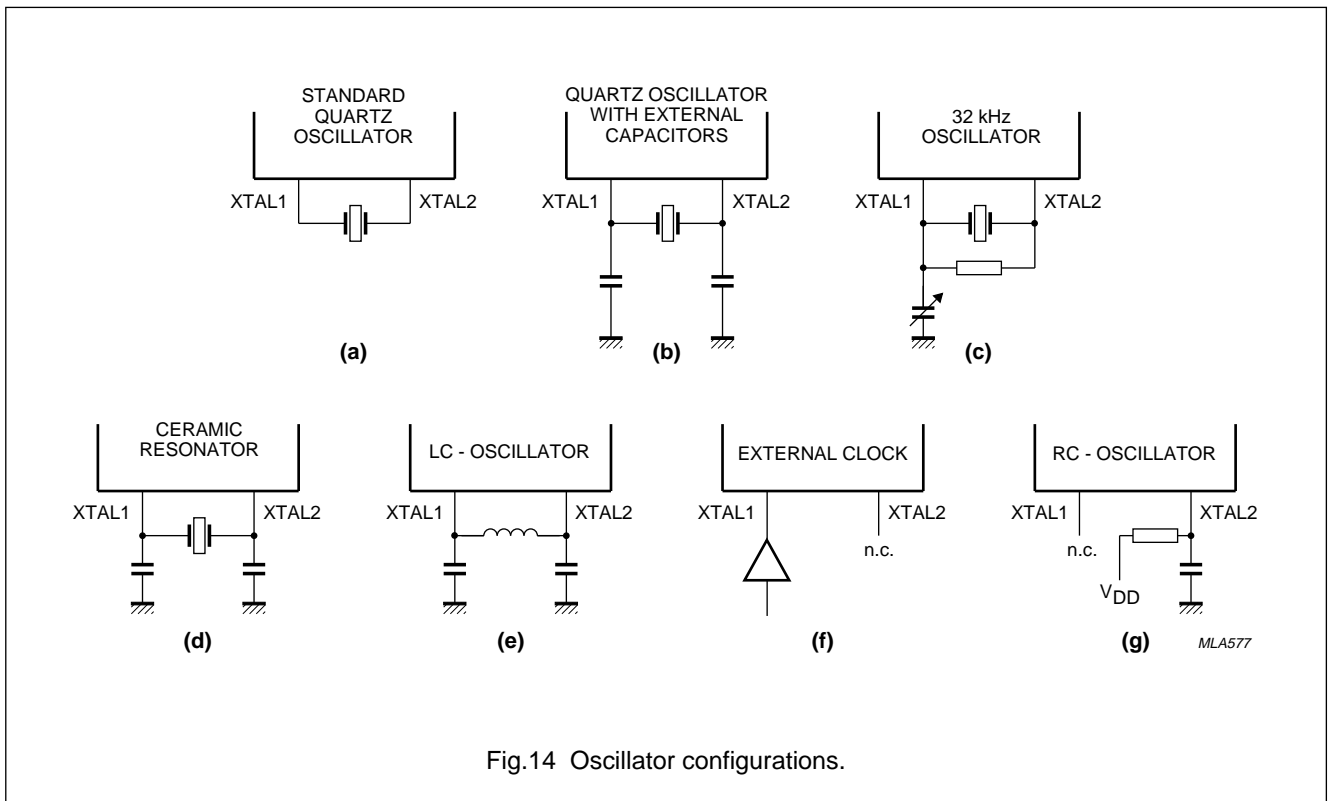 STANDARD
QUARTZ
OSCILLATOR
XTAL1
XTAL2
(a)
QUARTZ OSCILLATOR
WITH EXTERNAL
CAPACITORS
XTAL1
XTAL2
(b)
32 kHz
OSCILLATOR
XTAL1
XTAL2
(c)
CERAMIC
RESONATOR
XTAL1
XTAL2
(d)
LC - OSCILLATOR
XTAL1
XTAL2
(e)
EXTERNAL CLOCK
XTAL1
XTAL2
n.c.
(f)
RC - OSCILLATOR
XTAL1
XTAL2
n.c.
VDD
(g)
MLA577
Fig.14 Oscillator configurations.